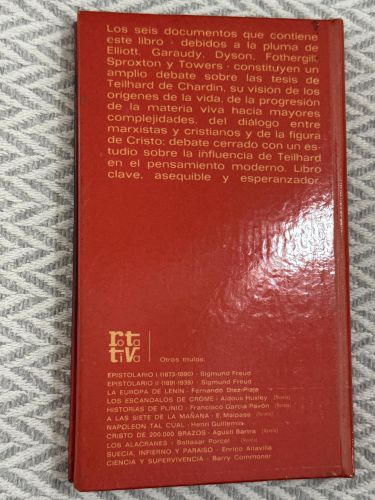 Los seis documentos que contiene
este libro - debidos a la pluma de
Elliott, Garaudy, Dyson, Fothergill,
Sproxton y Towers - constituyen un
amplio debate sobre las tesis de
Teilhard de Chardin, su visión de los
orígenes de la vida, de la progresión
de la materia viva hacia mayores
complejidades, del diálogo entre
marxistas y cristianos y de la figura
de Cristo; debate cerrado con un es-
tudio sobre la influencia de Teilhard
en el pensamiento moderno. Libro
clave, asequible y esperanzador.
rotativa
Otros títulos:
EPISTOLARIO I (1873-1890) - Sigmund Freud
EPISTOLARIO II (1891-1939) - Sigmund Freud
LA EUROPA DE LENIN - Fernando Díaz-Plaja
LOS ESCANDALOS DE CROME - Aldous Huxley (Novela)
HISTORIAS DE PLINIO - Francisco García Pavón (Novela)
A LAS SIETE DE LA MAÑANA - E. Malpass (Novela)
NAPOLEON TAL CUAL - Henri Guillemin
CRISTO DE 200.000 BRAZOS - Agustí Bartra (Novela)
LOS ALACRANES - Baltasar Porcel (Novela)
SUECIA, INFIERNO Y PARAISO - Enrico Altavilla
CIENCIA Y SUPERVIVENCIA - Barry Commoner